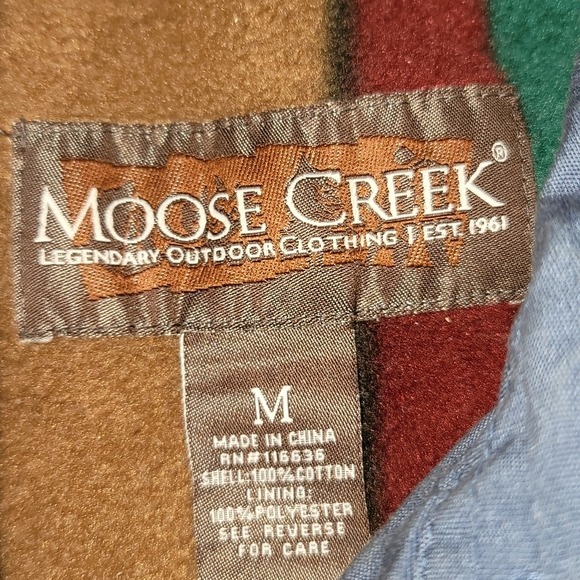 MOOSE CREEK®
LEGENDARY OUTDOOR CLOTHING | EST. 1961
M
MADE IN CHINA
RN#116636
SHELL:100%COTTON
LINING:
100%POLYESTER
SEE REVERSE
FOR CARE